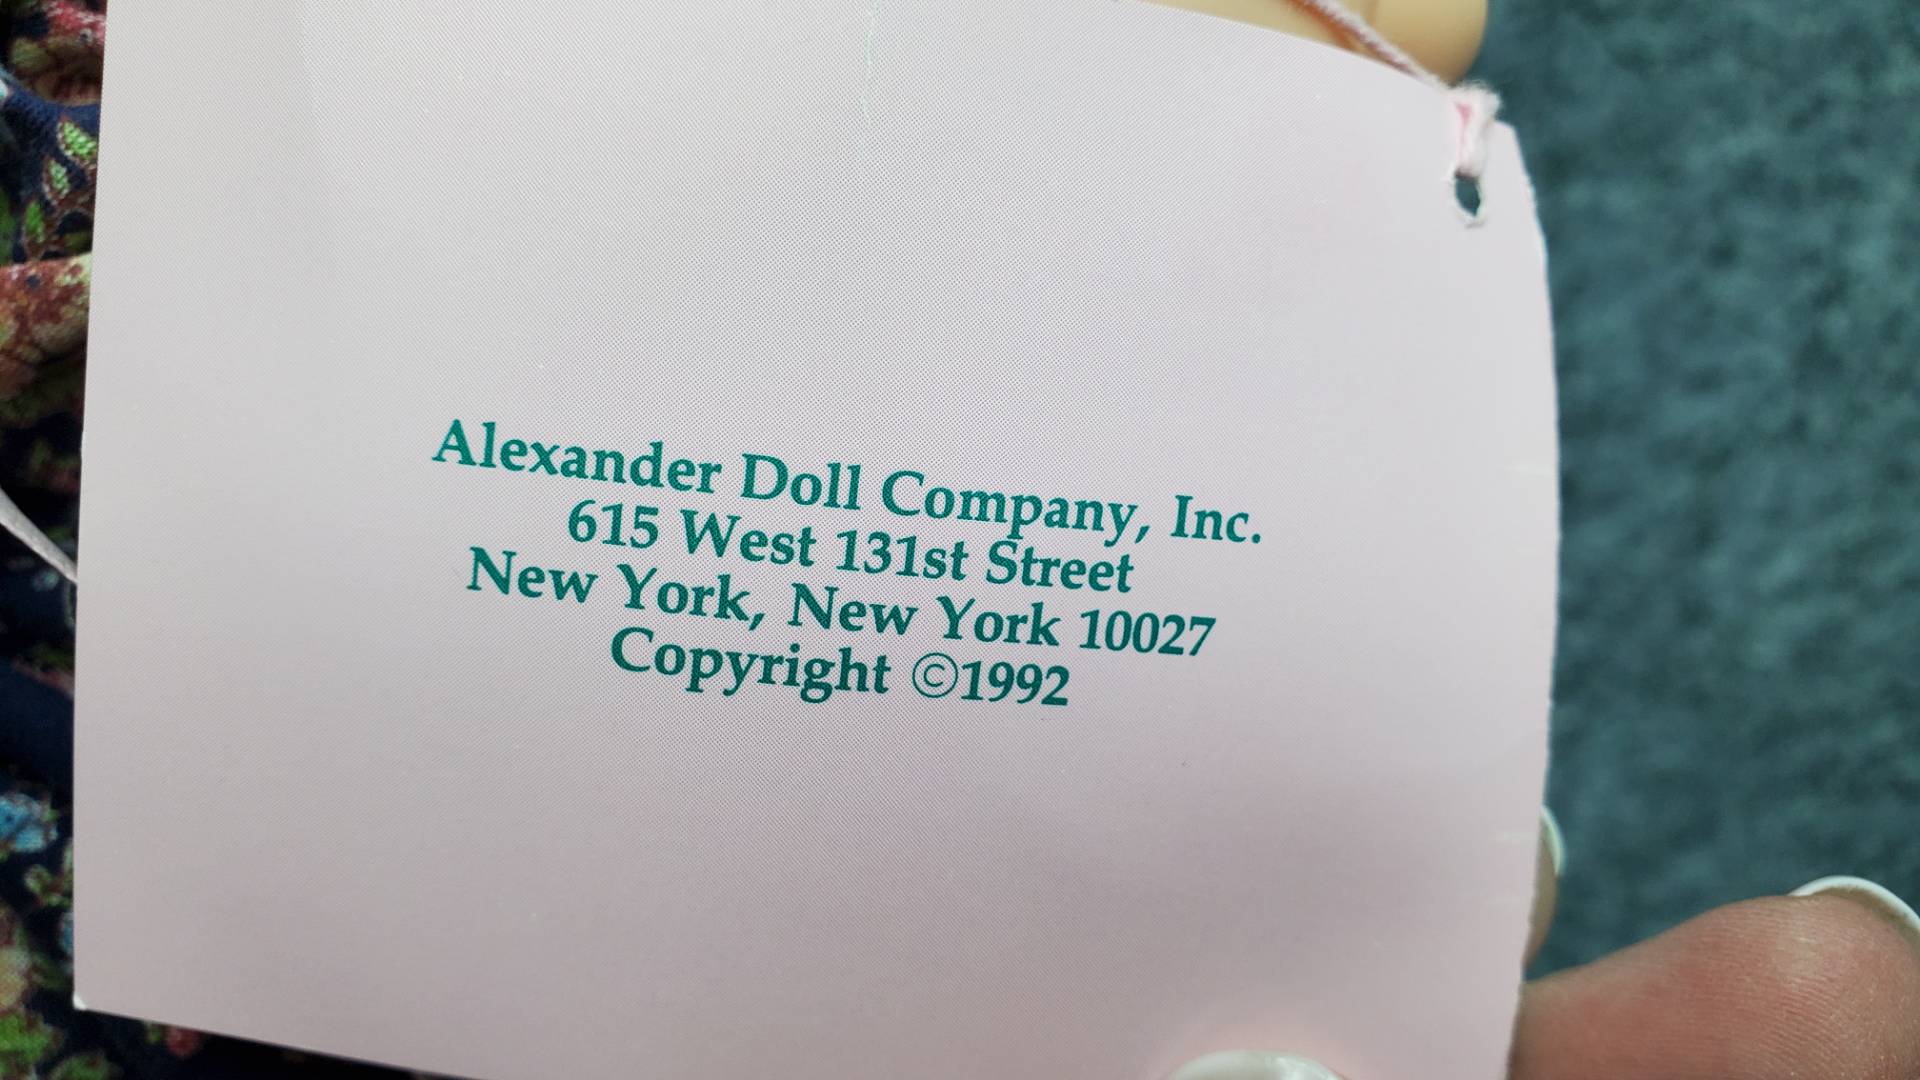 Alexander Doll Company, Inc.
615 West 131st Street
New York, New York 10027
Copyright ©1992